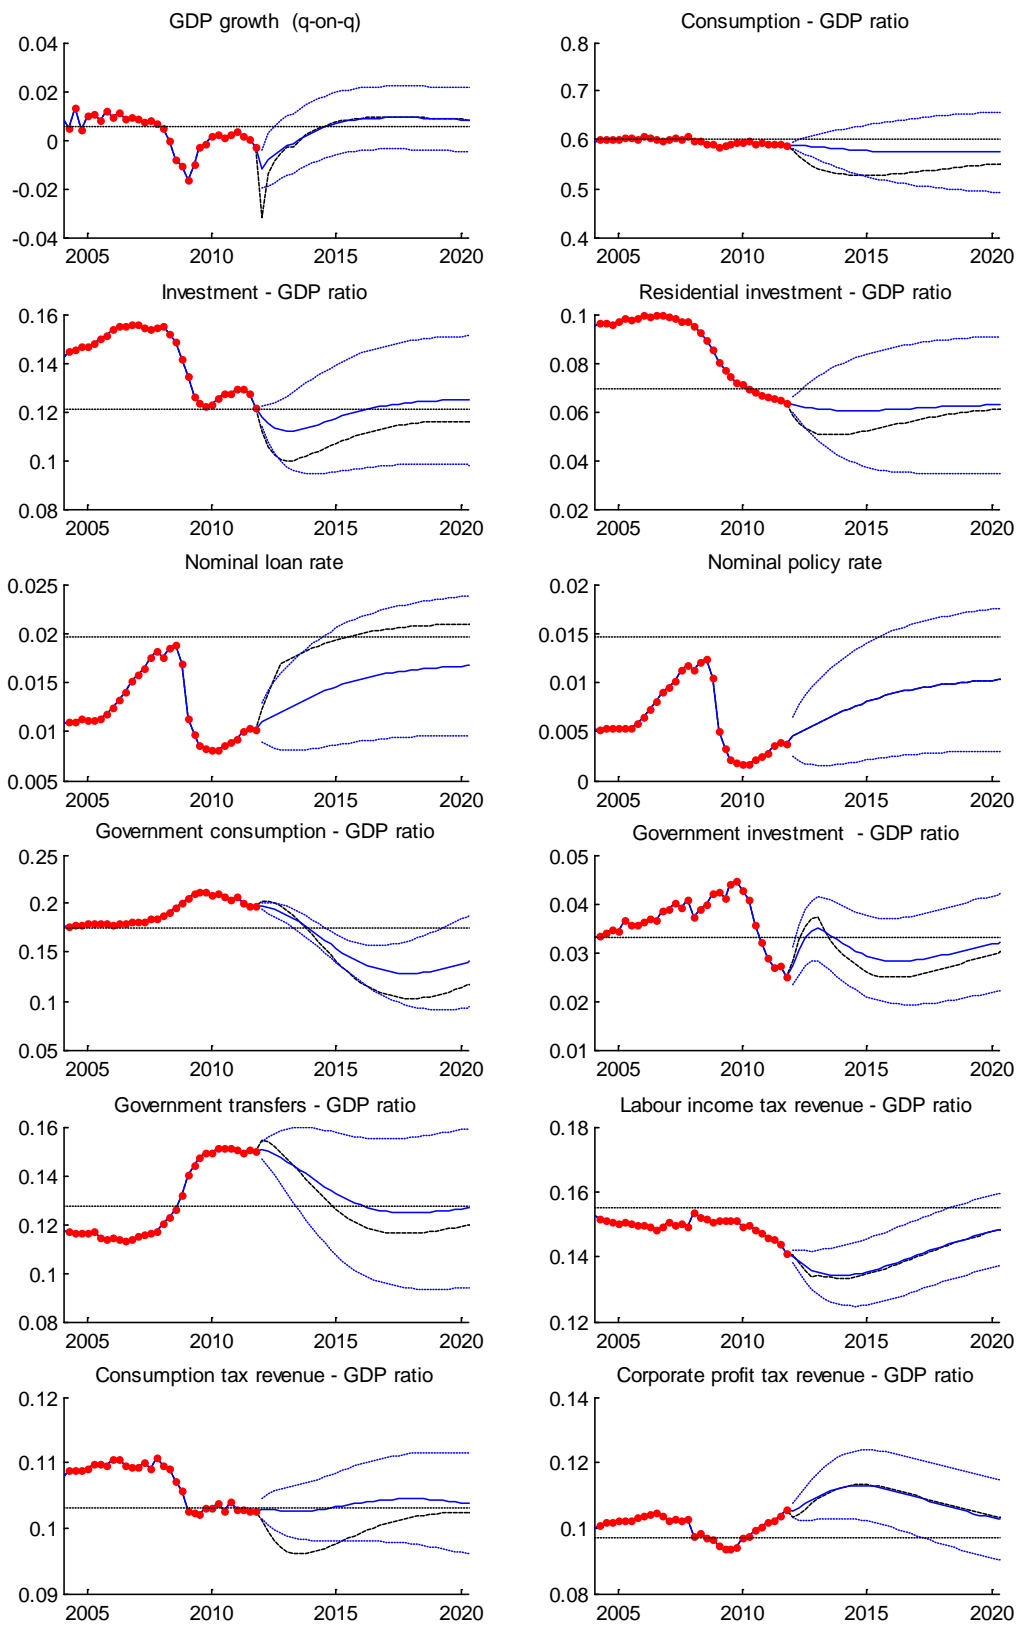 GDP growth (q-on-q)
Consumption - GDP ratio
0.04
0.02
0
-0.02
-0.04
2005 2010 2015 2020
0.8
0.7
0.6
0.5
0.4
2005 2010 2015 2020
Investment - GDP ratio
Residential investment - GDP ratio
0.16
0.14
0.12
0.1
0.08
2005 2010 2015 2020
0.1
0.08
0.06
0.04
0.02
2005 2010 2015 2020
Nominal loan rate
Nominal policy rate
0.025
0.02
0.015
0.01
0.005
2005 2010 2015 2020
0.02
0.015
0.01
0.005
0
2005 2010 2015 2020
Government consumption - GDP ratio
Government investment - GDP ratio
0.25
0.2
0.15
0.1
0.05
2005 2010 2015 2020
0.05
0.04
0.03
0.02
0.01
2005 2010 2015 2020
Government transfers - GDP ratio
Labour income tax revenue - GDP ratio
0.16
0.14
0.12
0.1
0.08
2005 2010 2015 2020
0.18
0.16
0.14
0.12
2005 2010 2015 2020
Consumption tax revenue - GDP ratio
Corporate profit tax revenue - GDP ratio
0.12
0.11
0.1
0.09
2005 2010 2015 2020
0.14
0.12
0.1
0.08
2005 2010 2015 2020